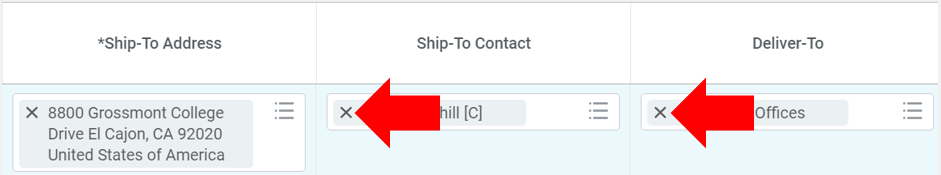 *Ship-To Address
Ship-To Contact
Deliver-To
8800 Grossmont College
Drive El Cajon, CA 92020
United States of America
hill [C]
Offices